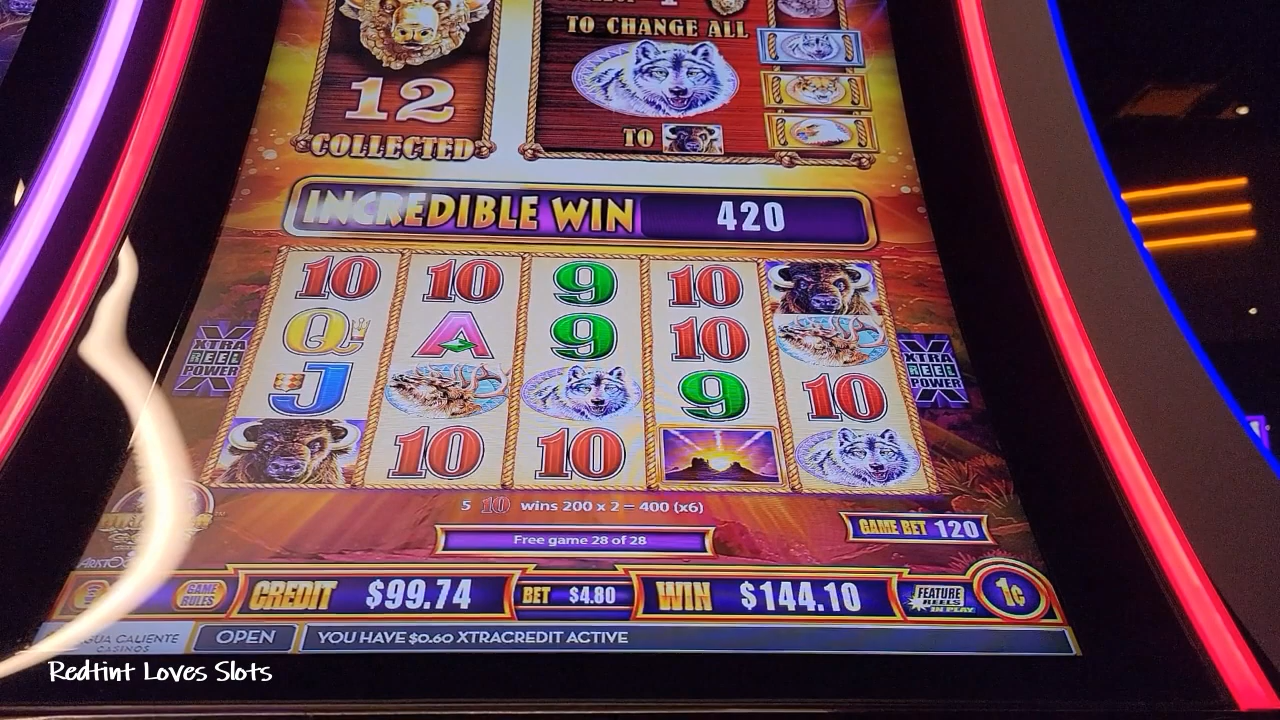 TO CHANGE ALL
12
COLLECTED
TO
INCREDIBLE WIN 420
10 10 9 10
Q A 9 10
J 9 10
10 10
XTRA REEL POWER
XTRA REEL POWER
5 10 wins 200 x 2 = 400 (x6)
GAME BET 120
Free game 28 of 28
GAME RULES
CREDIT $99.74
BET $4.80
WIN $144.10
FEATURE REELS IN PLAY
1¢
AGUA CALIENTE CASINOS
OPEN
YOU HAVE $0.60 XTRACREDIT ACTIVE
Redtint Loves Slots